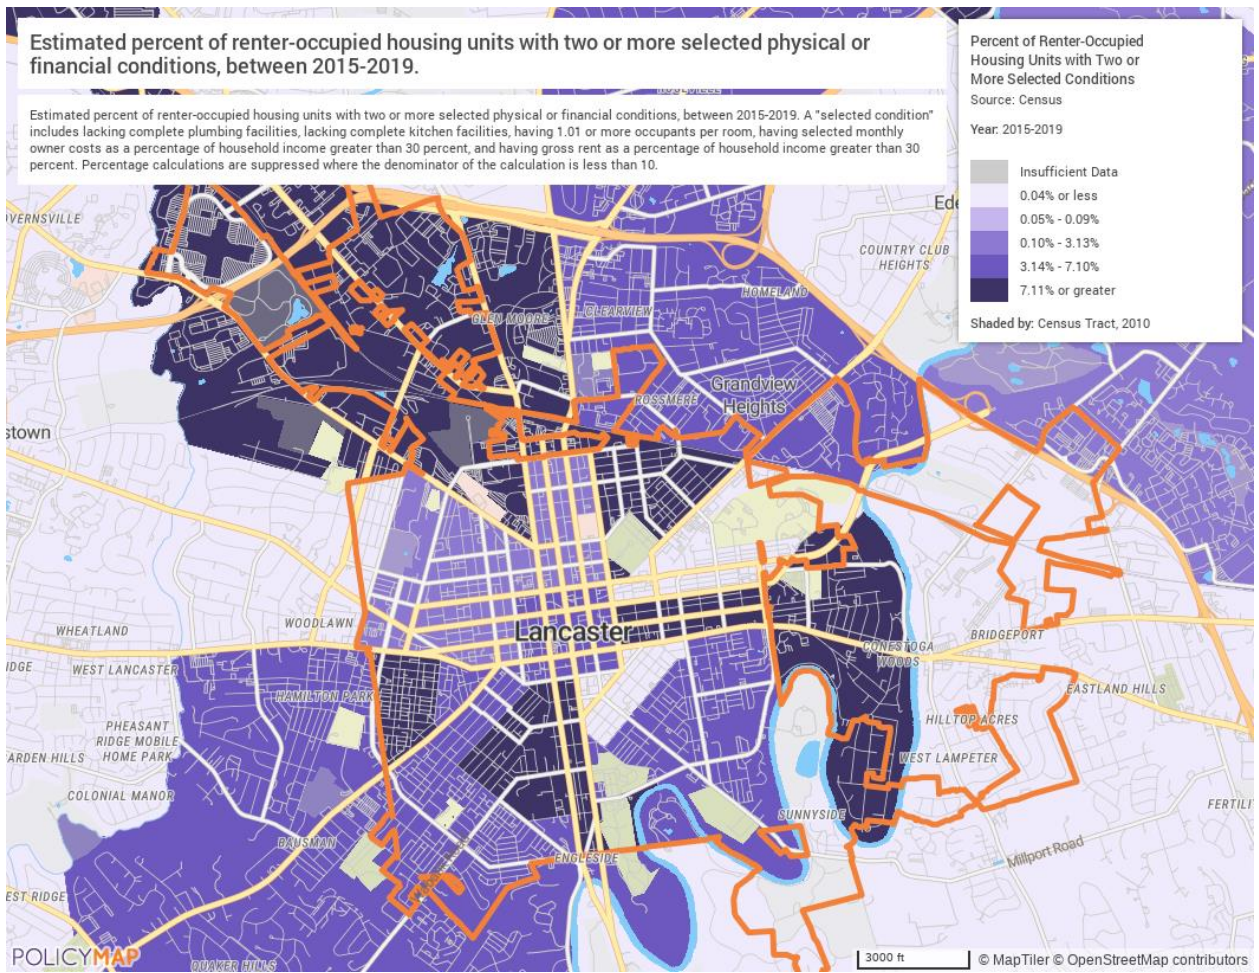 Estimated percent of renter-occupied housing units with two or more selected physical or
financial conditions, between 2015-2019.
Estimated percent of renter-occupied housing units with two or more selected physical or financial conditions, between 2015-2019. A "selected condition"
includes lacking complete plumbing facilities, lacking complete kitchen facilities, having 1.01 or more occupants per room, having selected monthly
owner costs as a percentage of household income greater than 30 percent, and having gross rent as a percentage of household income greater than 30
percent. Percentage calculations are suppressed where the denominator of the calculation is less than 10.
Percent of Renter-Occupied
Housing Units with Two or
More Selected Conditions
Source: Census
Year: 2015-2019
Insufficient Data
0.04% or less
0.05% - 0.09%
0.10% - 3.13%
3.14% - 7.10%
7.11% or greater
Shaded by: Census Tract, 2010
OVERNSVILLE
Ede
COUNTRY CLUB
HEIGHTS
HOMELAND
GLEN MOORE
CLEARVIEW
Grandview
Heights
ROSSMERE
stown
Lancaster
WHEATLAND
WOODLAWN
BRIDGEPORT
IDGE
WEST LANCASTER
CONESTOGA
WOODS
HAMILTON PARK
EASTLAND HILLS
HILLTOP ACRES
PHEASANT
RIDGE MOBILE
HOME PARK
ARDEN HILLS
WEST LAMPETER
COLONIAL MANOR
SUNNYSIDE
FERTILI
BAUSMAN
ENGLESIDE
Millport Road
EST RIDGE
QUAKER HILLS
POLICYMAP
3000 ft
© MapTiler © OpenStreetMap contributors